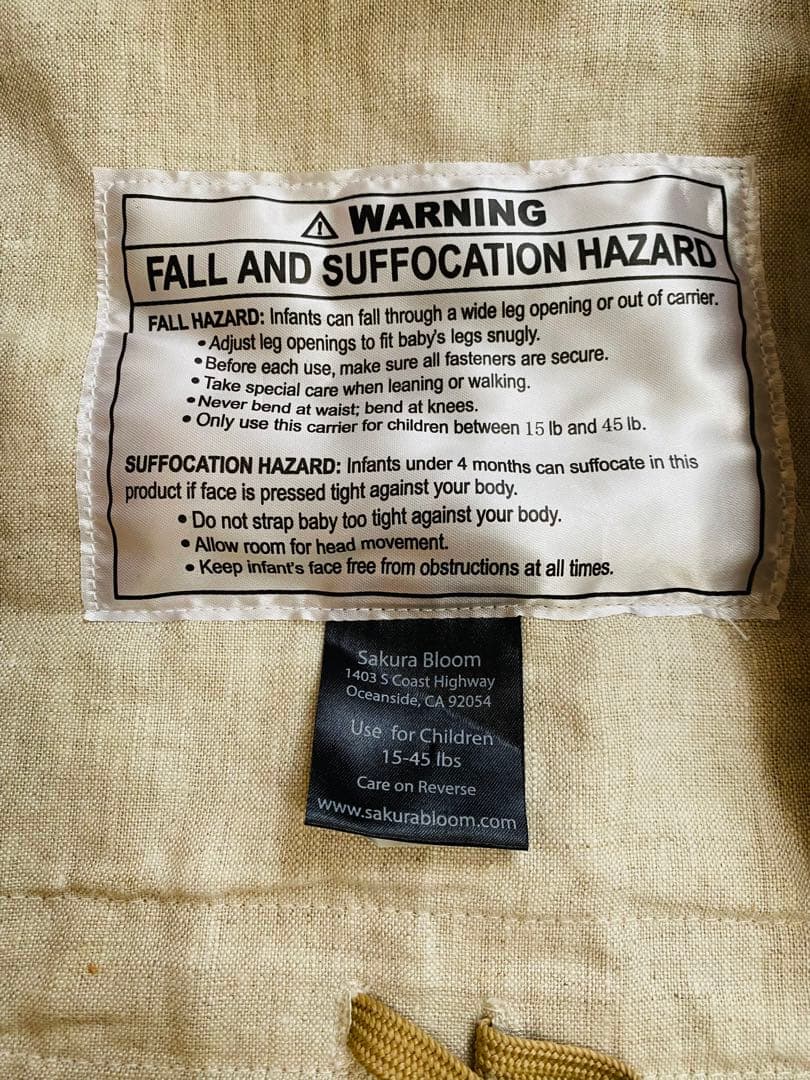 WARNING
FALL AND SUFFOCATION HAZARD
FALL HAZARD: Infants can fall through a wide leg opening or out of carrier.
• Adjust leg openings to fit baby's legs snugly.
• Before each use, make sure all fasteners are secure.
• Take special care when leaning or walking.
• Never bend at waist; bend at knees.
• Only use this carrier for children between 15 lb and 45 lb.
SUFFOCATION HAZARD: Infants under 4 months can suffocate in this
product if face is pressed tight against your body.
• Do not strap baby too tight against your body.
• Allow room for head movement.
• Keep infant's face free from obstructions at all times.
Sakura Bloom
1403 S Coast Highway
Oceanside, CA 92054
Use for Children
15-45 lbs
Care on Reverse
www.sakurabloom.com